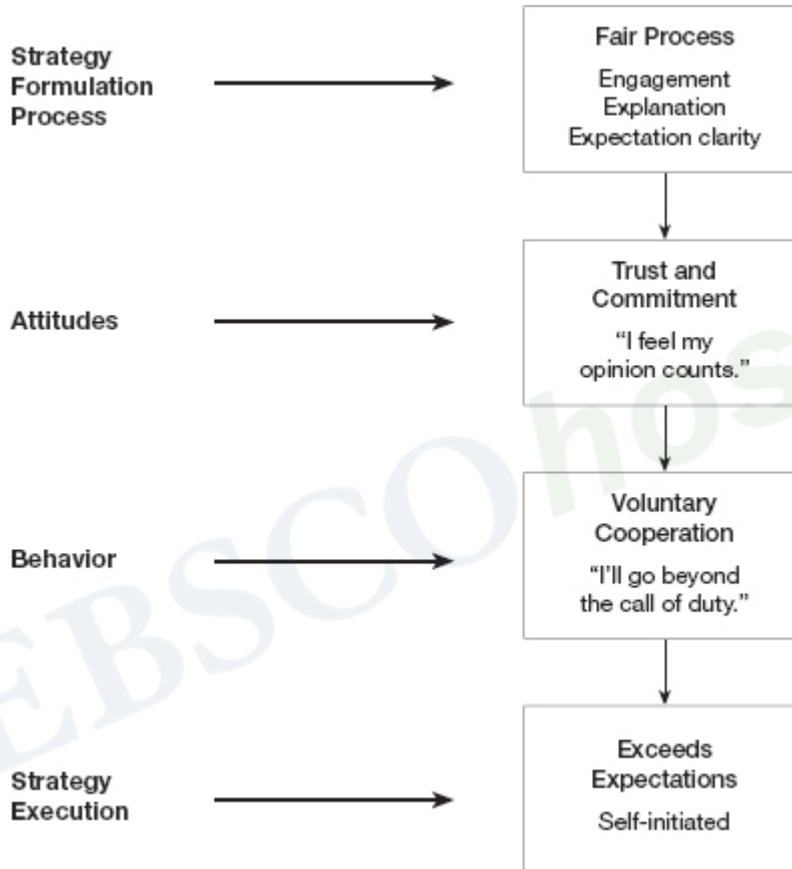 Strategy
Formulation
Process
Fair Process
Engagement
Explanation
Expectation clarity
Attitudes
Trust and
Commitment
“I feel my
opinion counts.”
Behavior
Voluntary
Cooperation
“I’ll go beyond
the call of duty.”
Strategy
Execution
Exceeds
Expectations
Self-initiated
EBSCOhos